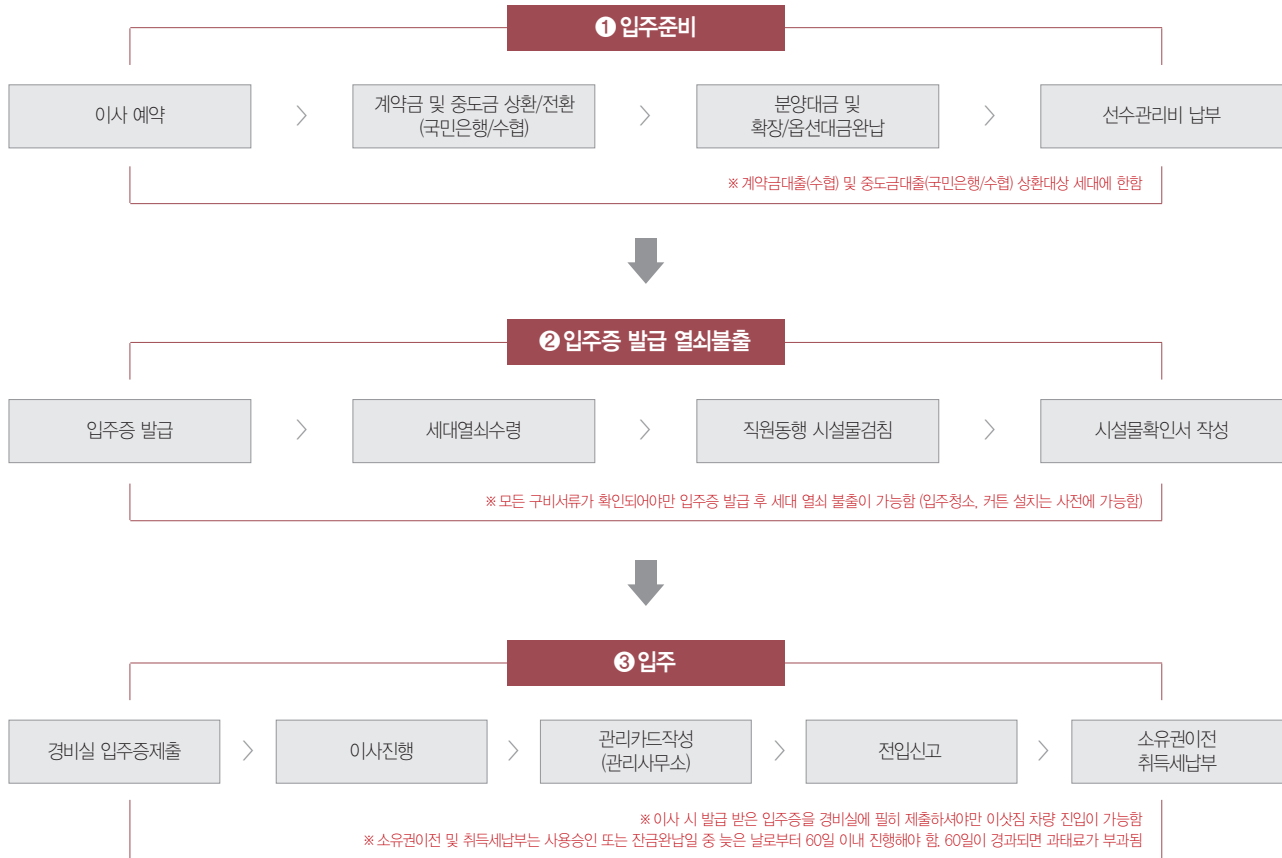 ❶ 입주준비
이사 예약
>
계약금 및 중도금 상환/전환
(국민은행/수협)
>
분양대금 및
확장/옵션대금완납
>
선수관리비 납부
※ 계약금대출(수협) 및 중도금대출(국민은행/수협) 상환대상 세대에 한함
❷ 입주증 발급 열쇠불출
입주증 발급
>
세대열쇠수령
>
직원동행 시설물검침
>
시설물확인서 작성
※ 모든 구비서류가 확인되어야만 입주증 발급 후 세대 열쇠 불출이 가능함 (입주청소, 커튼 설치는 사전에 가능함)
❸ 입주
경비실 입주증제출
>
이사진행
>
관리카드작성
(관리사무소)
>
전입신고
>
소유권이전
취득세납부
※ 이사 시 발급 받은 입주증을 경비실에 필히 제출하셔야만 이삿짐 차량 진입이 가능함
※ 소유권이전 및 취득세납부는 사용승인 또는 잔금완납일 중 늦은 날로부터 60일 이내 진행해야 함. 60일이 경과되면 과태료가 부과됨